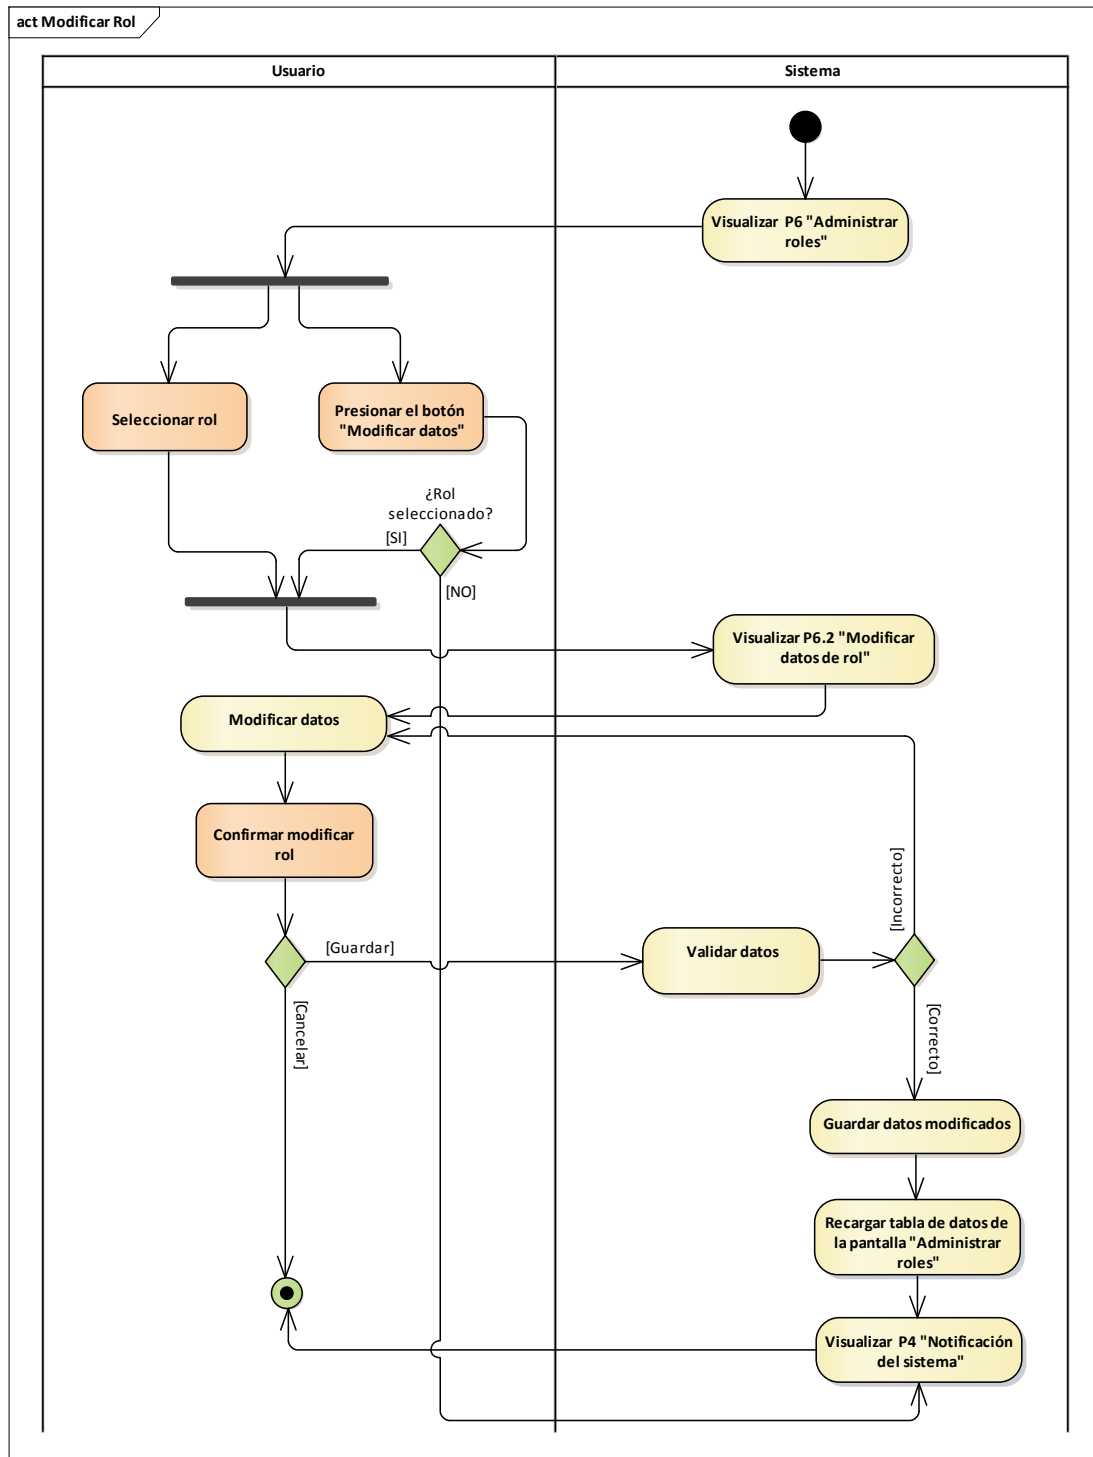 act Modificar Rol
Usuario
Sistema
Visualizar P6 "Administrar
roles"
Seleccionar rol
Presionar el botón
"Modificar datos"
¿Rol
seleccionado?
[SI]
[NO]
Visualizar P6.2 "Modificar
datos de rol"
Modificar datos
Confirmar modificar
rol
[Incorrecto]
[Guardar]
Validar datos
[Cancelar]
[Correcto]
Guardar datos modificados
Recargar tabla de datos de
la pantalla "Administrar
roles"
Visualizar P4 "Notificación
del sistema"